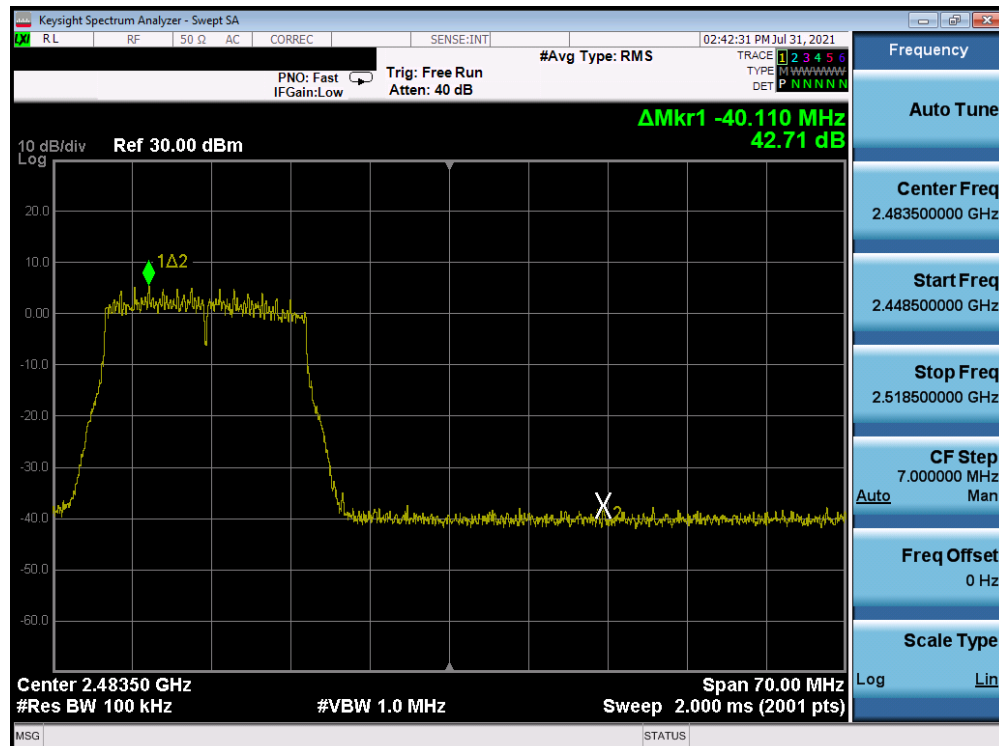 Keysight Spectrum Analyzer - Swept SA
LXI RL RF 50 Ω AC CORREC SENSE:INT 02:42:31 PM Jul 31, 2021
PNO: Fast
IFGain:Low
Trig: Free Run
Atten: 40 dB
#Avg Type: RMS
TRACE 1 2 3 4 5 6
TYPE M WWWWW
DET P N N N N N
ΔMkr1 -40.110 MHz
42.71 dB
10 dB/div Ref 30.00 dBm
Log
20.0
10.0
0.00
-10.0
-20.0
-30.0
-40.0
-50.0
-60.0
1Δ2
X2
Center 2.48350 GHz Span 70.00 MHz
#Res BW 100 kHz #VBW 1.0 MHz Sweep 2.000 ms (2001 pts)
MSG STATUS
Frequency
Auto Tune
Center Freq
2.483500000 GHz
Start Freq
2.448500000 GHz
Stop Freq
2.518500000 GHz
CF Step
7.000000 MHz
Auto Man
Freq Offset
0 Hz
Scale Type
Log Lin